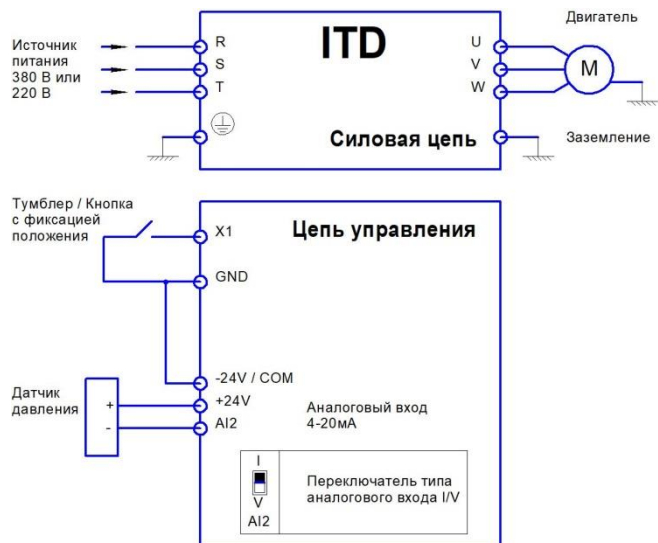 Источник
питания
380 В или
220 В
R
S
T
ITD
U
V
W
Двигатель
M
Силовая цепь
Заземление
Тумблер / Кнопка
с фиксацией
положения
X1
GND
Цепь управления
-24V / COM
+24V
AI2
Датчик
давления
+
-
Аналоговый вход
4-20мА
I
V
AI2
Переключатель типа
аналогового входа I/V